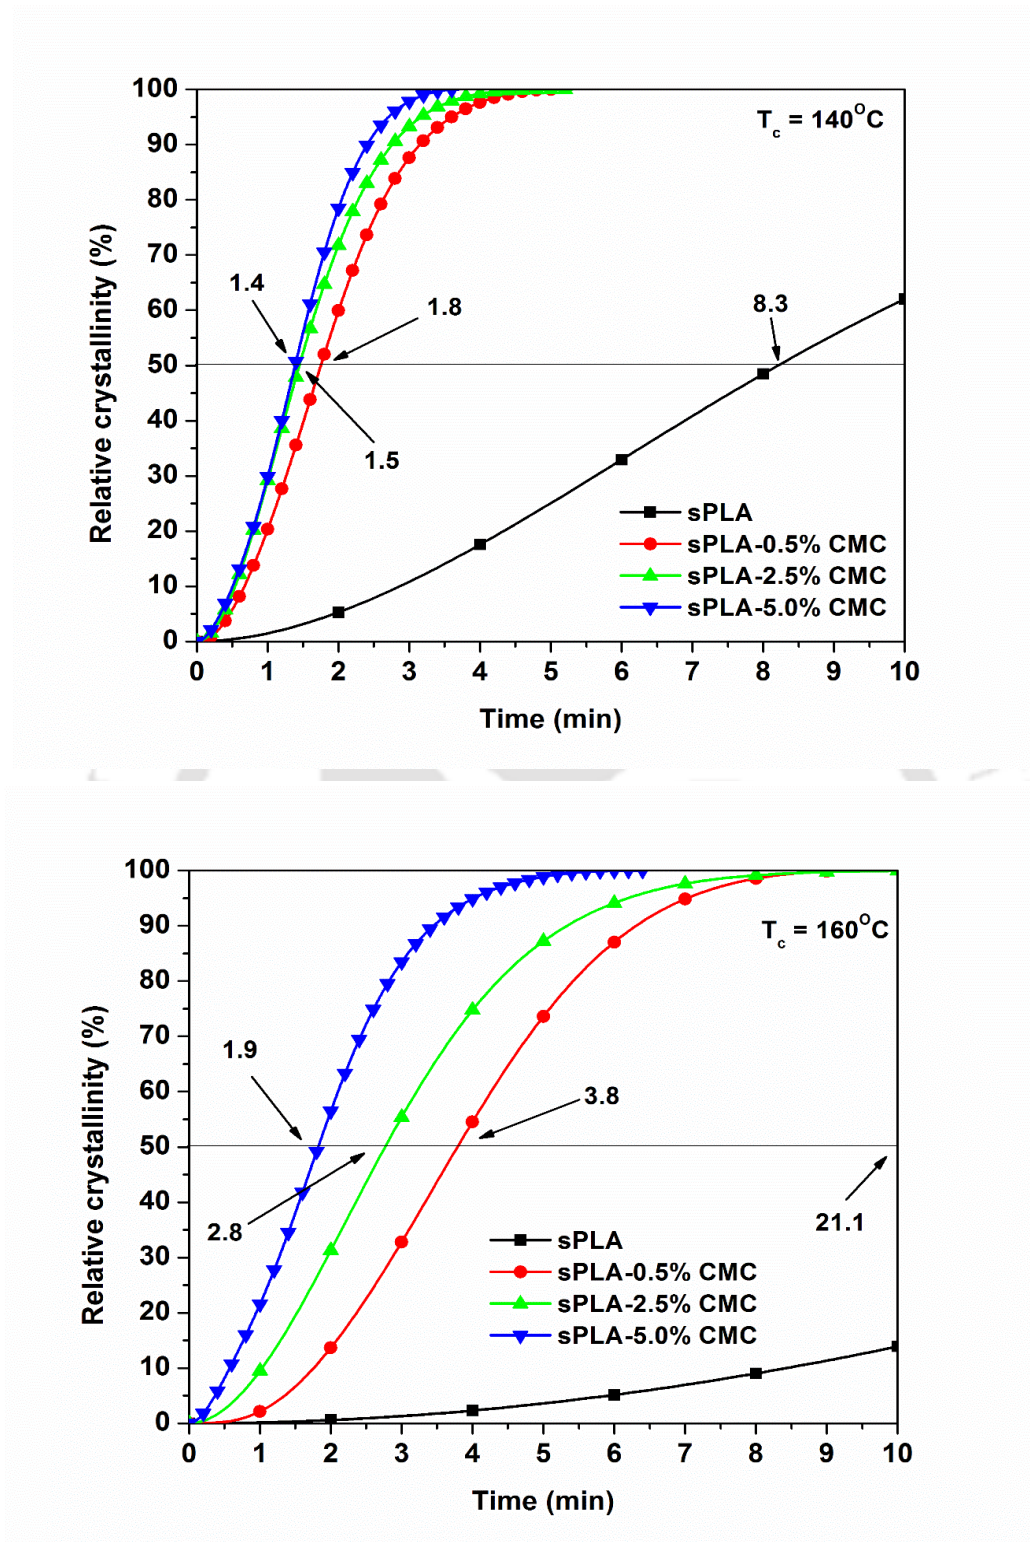 100
90
80
70
60
50
40
30
20
10
0
Relative crystallinity (%)
T_c = 140^OC
1.4
1.8
8.3
1.5
sPLA
sPLA-0.5% CMC
sPLA-2.5% CMC
sPLA-5.0% CMC
0 1 2 3 4 5 6 7 8 9 10
Time (min)
100
90
80
70
60
50
40
30
20
10
0
Relative crystallinity (%)
T_c = 160^OC
1.9
3.8
2.8
21.1
sPLA
sPLA-0.5% CMC
sPLA-2.5% CMC
sPLA-5.0% CMC
0 1 2 3 4 5 6 7 8 9 10
Time (min)